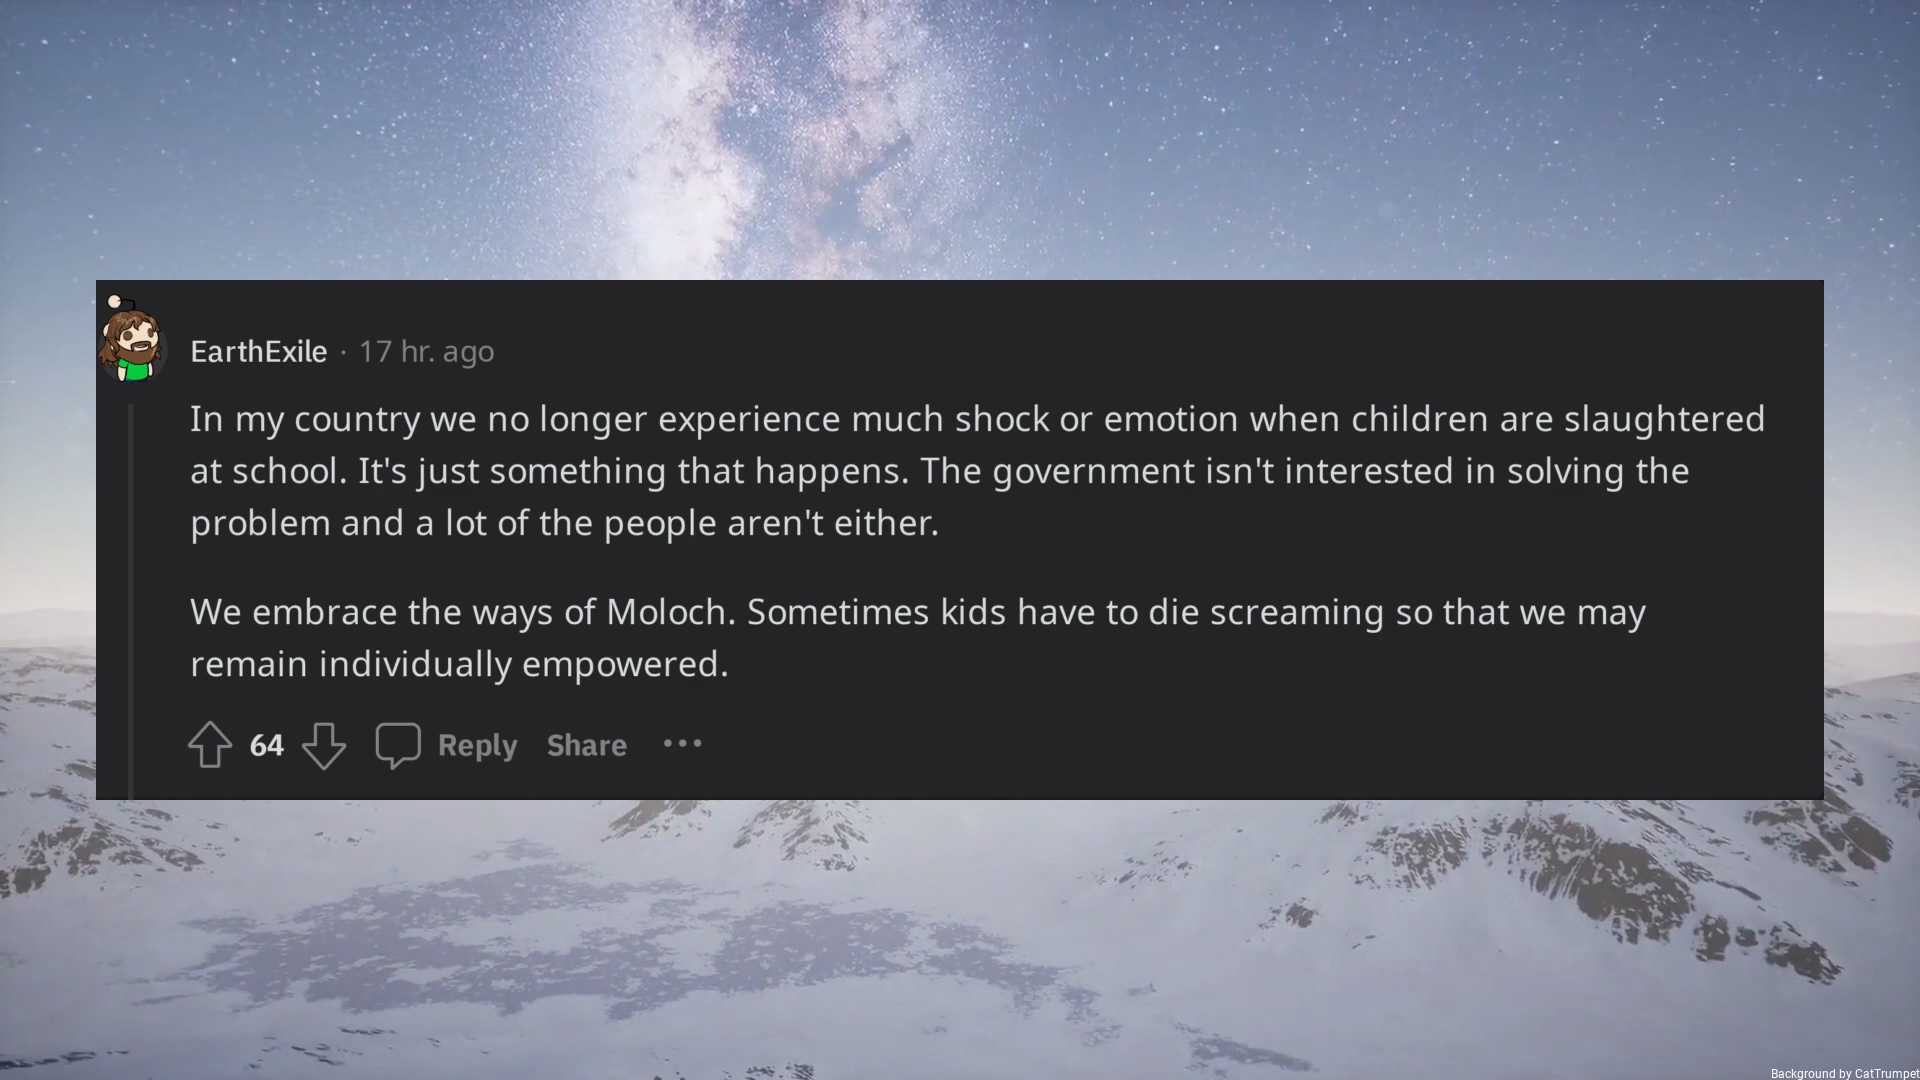 EarthExile · 17 hr. ago
In my country we no longer experience much shock or emotion when children are slaughtered
at school. It's just something that happens. The government isn't interested in solving the
problem and a lot of the people aren't either.
We embrace the ways of Moloch. Sometimes kids have to die screaming so that we may
remain individually empowered.
64 Reply Share ···
Background by CatTrumpet